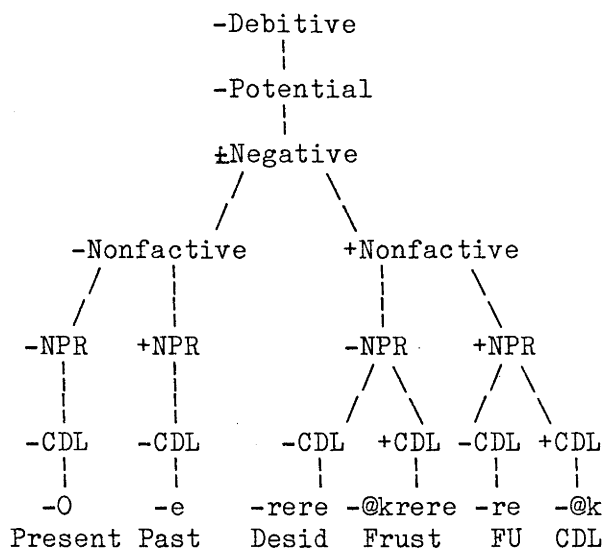 -Debitive
-Potential
±Negative
-Nonfactive +Nonfactive
-NPR +NPR -NPR +NPR
-CDL -CDL -CDL +CDL -CDL +CDL
-O -e -rere -@krere -re -@k
Present Past Desid Frust FU CDL